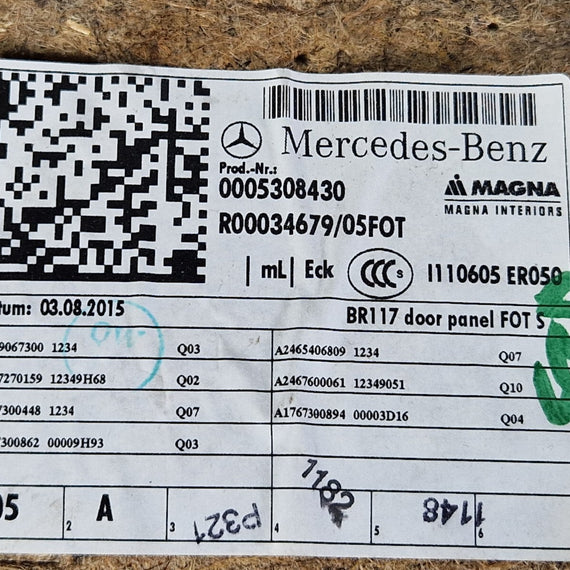 Mercedes-Benz
Prod.-Nr.:
0005308430
R00034679/05FOT
MAGNA
MAGNA INTERIORS
mL Eck CCC S I110605 ER050
tum: 03.08.2015 BR117 door panel FOT S
9067300 1234 Q03 A2465406809 1234 Q07
7270159 12349H68 Q02 A2467600061 12349051 Q10
7300448 1234 Q07 A1767300894 00003D16 Q04
300862 00009H93 Q03
05 2 A 3 P321 4 1182 5 1148 6